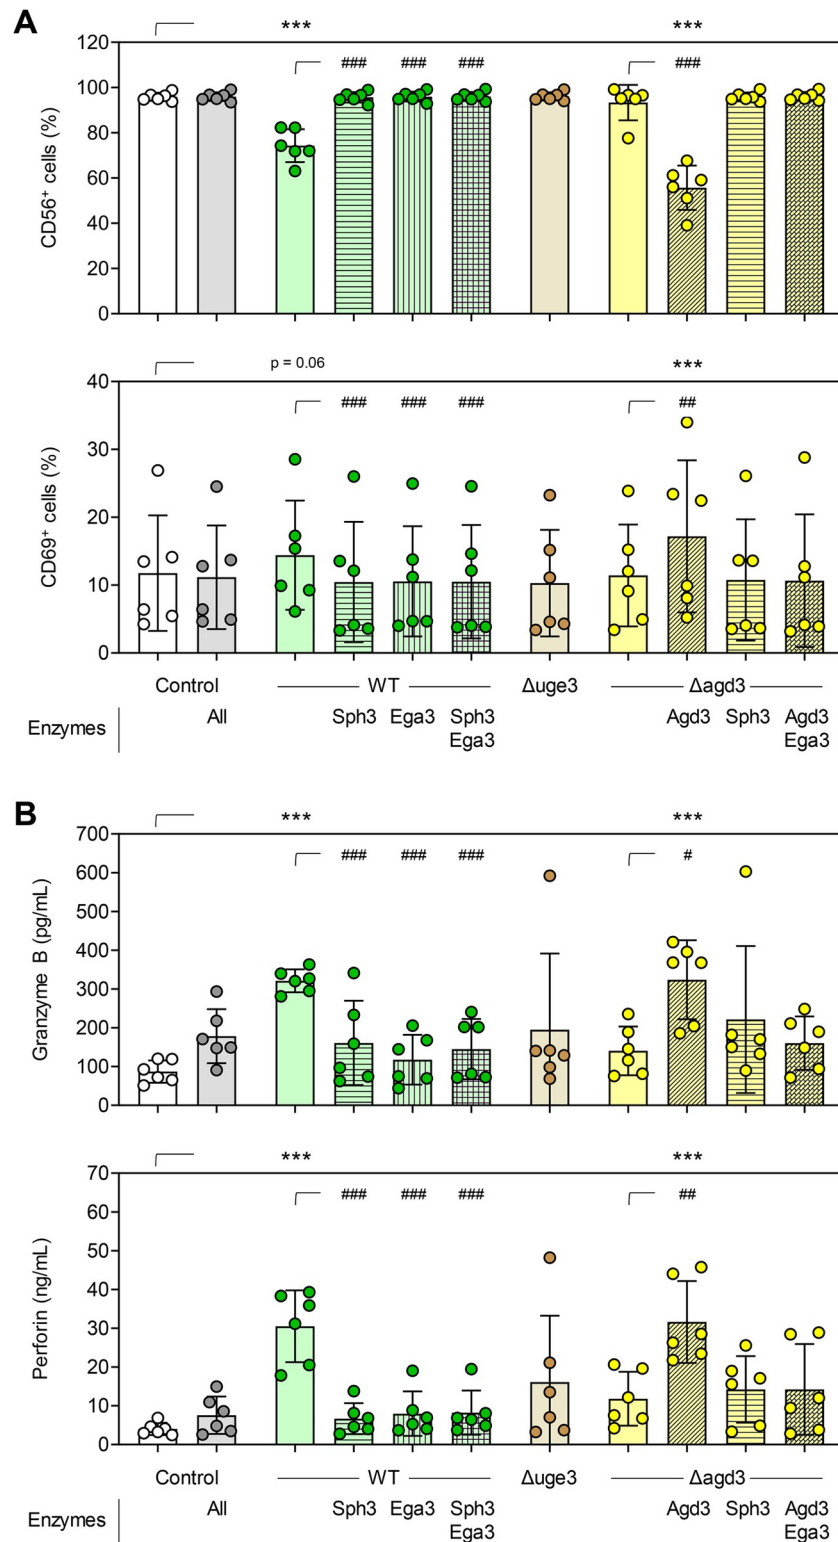 A
*** ***
### ### ### ###
CD56+ cells (%)
120
100
80
60
40
20
0
p = 0.06 ***
### ### ### ##
CD69+ cells (%)
40
30
20
10
0
Control WT Δuge3 Δagd3
Enzymes All Sph3 Ega3 Sph3 Agd3 Sph3 Agd3
Ega3 Ega3
B
*** ***
### ### ### #
Granzyme B (pg/mL)
700
600
500
400
300
200
100
0
*** ***
### ### ### ##
Perforin (ng/mL)
70
60
50
40
30
20
10
0
Control WT Δuge3 Δagd3
Enzymes All Sph3 Ega3 Sph3 Agd3 Sph3 Agd3
Ega3 Ega3